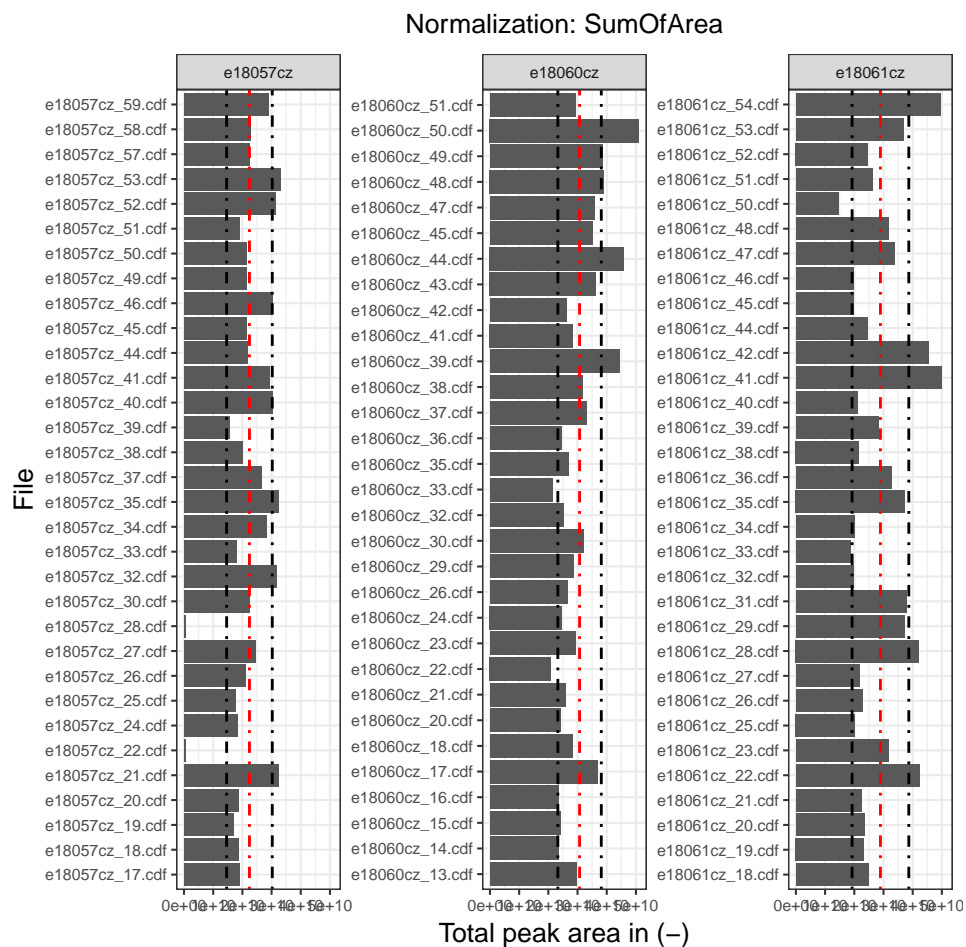 Normalization: SumOfArea
e18057cz
e18060cz
e18061cz
File
e18057cz_59.cdf
e18057cz_58.cdf
e18057cz_57.cdf
e18057cz_53.cdf
e18057cz_52.cdf
e18057cz_51.cdf
e18057cz_50.cdf
e18057cz_49.cdf
e18057cz_46.cdf
e18057cz_45.cdf
e18057cz_44.cdf
e18057cz_41.cdf
e18057cz_40.cdf
e18057cz_39.cdf
e18057cz_38.cdf
e18057cz_37.cdf
e18057cz_35.cdf
e18057cz_34.cdf
e18057cz_33.cdf
e18057cz_32.cdf
e18057cz_30.cdf
e18057cz_28.cdf
e18057cz_27.cdf
e18057cz_26.cdf
e18057cz_25.cdf
e18057cz_24.cdf
e18057cz_22.cdf
e18057cz_21.cdf
e18057cz_20.cdf
e18057cz_19.cdf
e18057cz_18.cdf
e18057cz_17.cdf
e18060cz_51.cdf
e18060cz_50.cdf
e18060cz_49.cdf
e18060cz_48.cdf
e18060cz_47.cdf
e18060cz_45.cdf
e18060cz_44.cdf
e18060cz_43.cdf
e18060cz_42.cdf
e18060cz_41.cdf
e18060cz_39.cdf
e18060cz_38.cdf
e18060cz_37.cdf
e18060cz_36.cdf
e18060cz_35.cdf
e18060cz_33.cdf
e18060cz_32.cdf
e18060cz_30.cdf
e18060cz_29.cdf
e18060cz_26.cdf
e18060cz_24.cdf
e18060cz_23.cdf
e18060cz_22.cdf
e18060cz_21.cdf
e18060cz_20.cdf
e18060cz_18.cdf
e18060cz_17.cdf
e18060cz_16.cdf
e18060cz_15.cdf
e18060cz_14.cdf
e18060cz_13.cdf
e18061cz_54.cdf
e18061cz_53.cdf
e18061cz_52.cdf
e18061cz_51.cdf
e18061cz_50.cdf
e18061cz_48.cdf
e18061cz_47.cdf
e18061cz_46.cdf
e18061cz_45.cdf
e18061cz_44.cdf
e18061cz_42.cdf
e18061cz_41.cdf
e18061cz_40.cdf
e18061cz_39.cdf
e18061cz_38.cdf
e18061cz_36.cdf
e18061cz_35.cdf
e18061cz_34.cdf
e18061cz_33.cdf
e18061cz_32.cdf
e18061cz_31.cdf
e18061cz_29.cdf
e18061cz_28.cdf
e18061cz_27.cdf
e18061cz_26.cdf
e18061cz_25.cdf
e18061cz_23.cdf
e18061cz_22.cdf
e18061cz_21.cdf
e18061cz_20.cdf
e18061cz_19.cdf
e18061cz_18.cdf
Total peak area in (−)